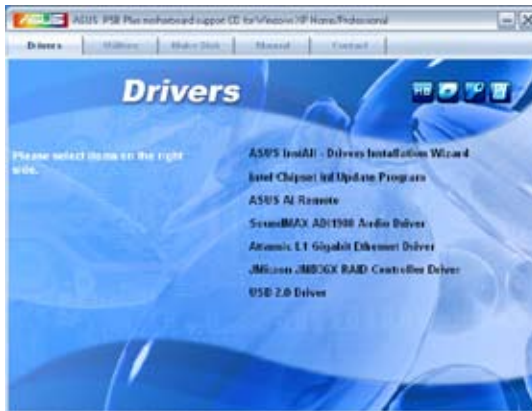 ASUS
ASUS P5B Plus motherboard support CD for Windows XP Home/Professional
Drivers
Utilities
Make Disk
Manual
Contact
Drivers
Please select items on the right
side.
ASUS InstAll - Drivers Installation Wizard
Intel Chipset Inf Update Program
ASUS AI Remote
SoundMAX ADI1988 Audio Driver
Attansic L1 Gigabit Ethernet Driver
JMicron JMB36X RAID Controller Driver
USB 2.0 Driver